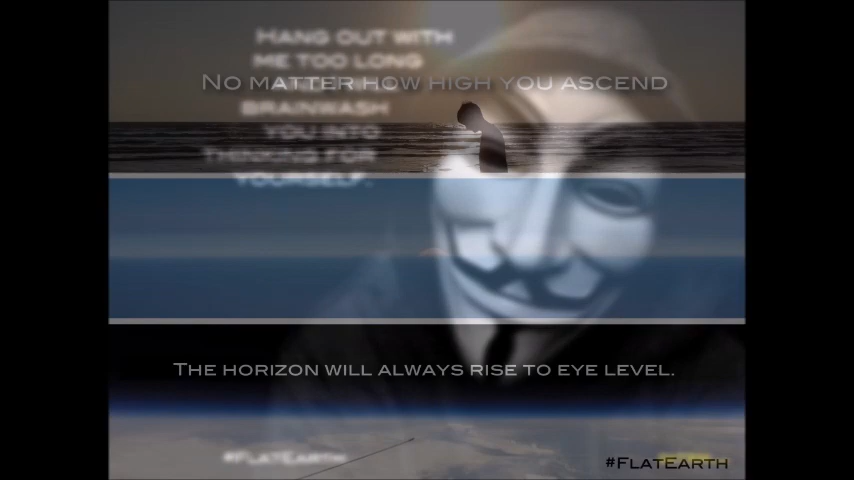 HANG OUT WITH
ME TOO LONG
NO MATTER HOW HIGH YOU ASCEND
BRAINWASH
YOU INTO
THINKING FOR
YOURSELF.
THE HORIZON WILL ALWAYS RISE TO EYE LEVEL.
#FLATEARTH
#FLATEARTH